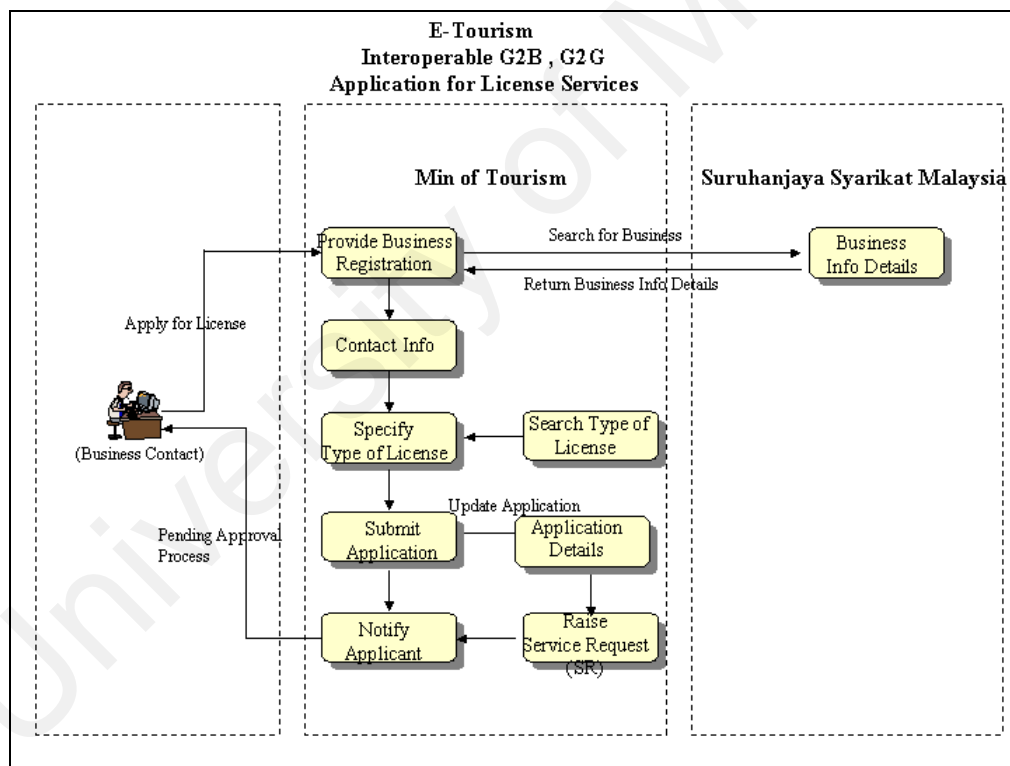 E-Tourism
Interoperable G2B , G2G
Application for License Services
Min of Tourism
Suruhanjaya Syarikat Malaysia
Provide Business
Registration
Search for Business
Business
Info Details
Return Business Info Details
Apply for License
Contact Info
(Business Contact)
Specify
Type of License
Search Type of
License
Update Application
Submit
Application
Application
Details
Pending Approval
Process
Notify
Applicant
Raise
Service Request
(SR)
University of M